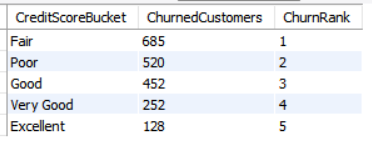 CreditScoreBucket ChurnedCustomers ChurnRank
Fair 685 1
Poor 520 2
Good 452 3
Very Good 252 4
Excellent 128 5